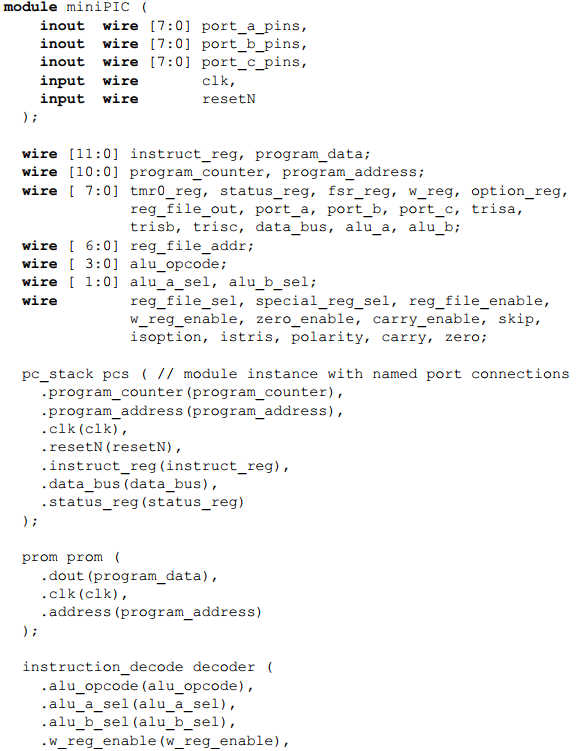 module miniPIC (
    inout  wire [7:0] port_a_pins,
    inout  wire [7:0] port_b_pins,
    inout  wire [7:0] port_c_pins,
    input  wire       clk,
    input  wire       resetN
  );

  wire [11:0] instruct_reg, program_data;
  wire [10:0] program_counter, program_address;
  wire [ 7:0] tmr0_reg, status_reg, fsr_reg, w_reg, option_reg,
              reg_file_out, port_a, port_b, port_c, trisa,
              trisb, trisc, data_bus, alu_a, alu_b;
  wire [ 6:0] reg_file_addr;
  wire [ 3:0] alu_opcode;
  wire [ 1:0] alu_a_sel, alu_b_sel;
  wire        reg_file_sel, special_reg_sel, reg_file_enable,
              w_reg_enable, zero_enable, carry_enable, skip,
              isoption, istris, polarity, carry, zero;

  pc_stack pcs ( // module instance with named port connections
    .program_counter(program_counter),
    .program_address(program_address),
    .clk(clk),
    .resetN(resetN),
    .instruct_reg(instruct_reg),
    .data_bus(data_bus),
    .status_reg(status_reg)
  );

  prom prom (
    .dout(program_data),
    .clk(clk),
    .address(program_address)
  );

  instruction_decode decoder (
    .alu_opcode(alu_opcode),
    .alu_a_sel(alu_a_sel),
    .alu_b_sel(alu_b_sel),
    .w_reg_enable(w_reg_enable),